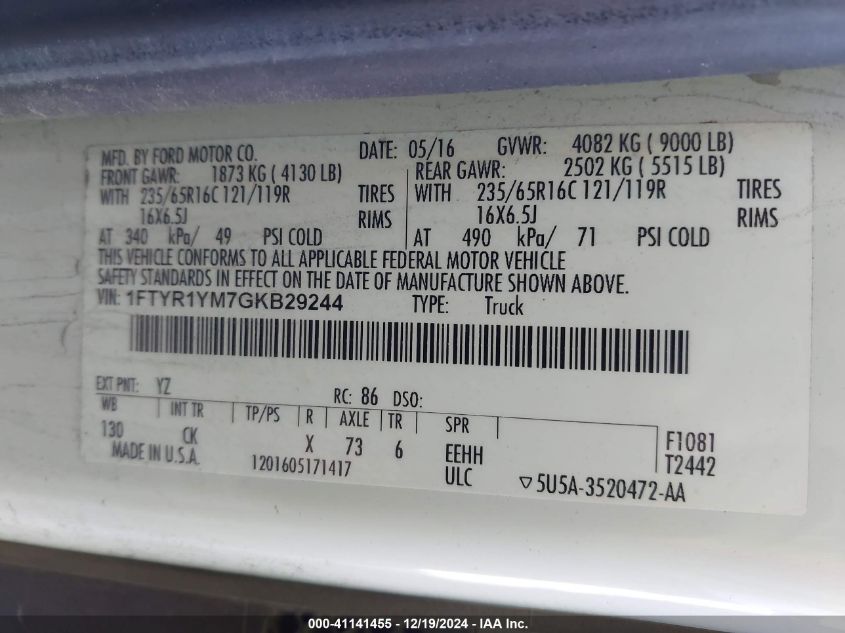 MFD. BY FORD MOTOR CO. DATE: 05/16 GVWR: 4082 KG ( 9000 LB)
FRONT GAWR: 1873 KG ( 4130 LB) REAR GAWR: 2502 KG ( 5515 LB)
WITH 235/65R16C 121/119R TIRES WITH 235/65R16C 121/119R TIRES
16X6.5J RIMS 16X6.5J RIMS
AT 340 kPa/ 49 PSI COLD AT 490 kPa/ 71 PSI COLD
THIS VEHICLE CONFORMS TO ALL APPLICABLE FEDERAL MOTOR VEHICLE
SAFETY STANDARDS IN EFFECT ON THE DATE OF MANUFACTURE SHOWN ABOVE.
VIN: 1FTYR1YM7GKB29244 TYPE: Truck
EXT PNT: YZ RC: 86 DSO:
WB INT TR TP/PS R AXLE TR SPR
130 CK X 73 6 EEHH F1081
MADE IN U.S.A. 1201605171417 ULC T2442
▽5U5A-3520472-AA
000-41141455 - 12/19/2024 - IAA Inc.